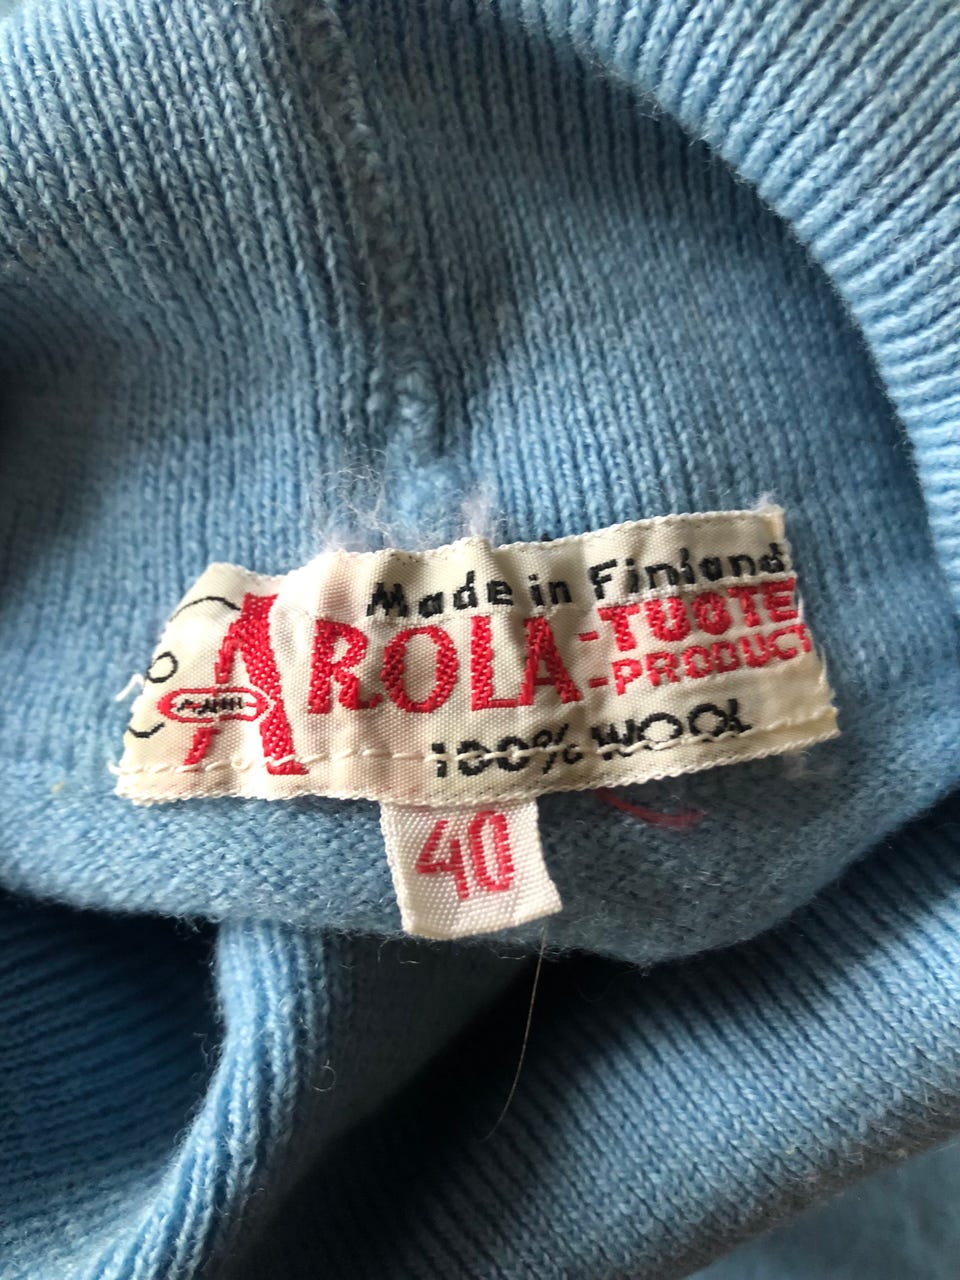 Made in Finland
AROLA -TUOTE
-PRODUCT
100% WOOL
40